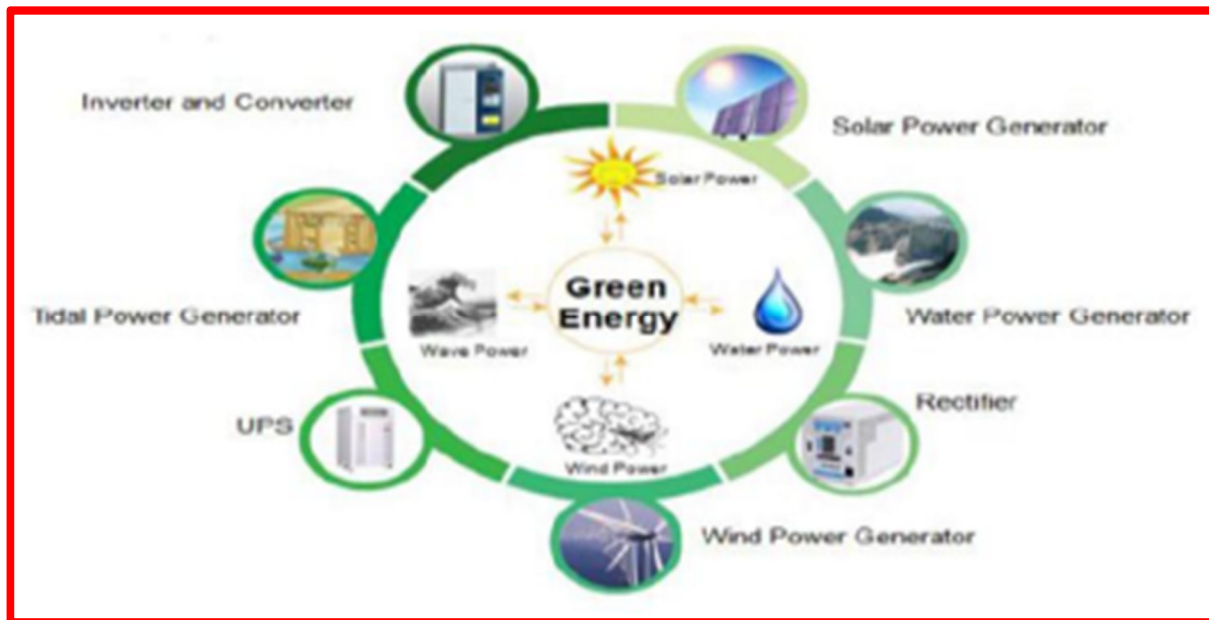 Inverter and Converter
Solar Power Generator
Solar Power
Green
Energy
Tidal Power Generator
Wave Power
Water Power
Water Power Generator
UPS
Rectifier
Wind Power
Wind Power Generator